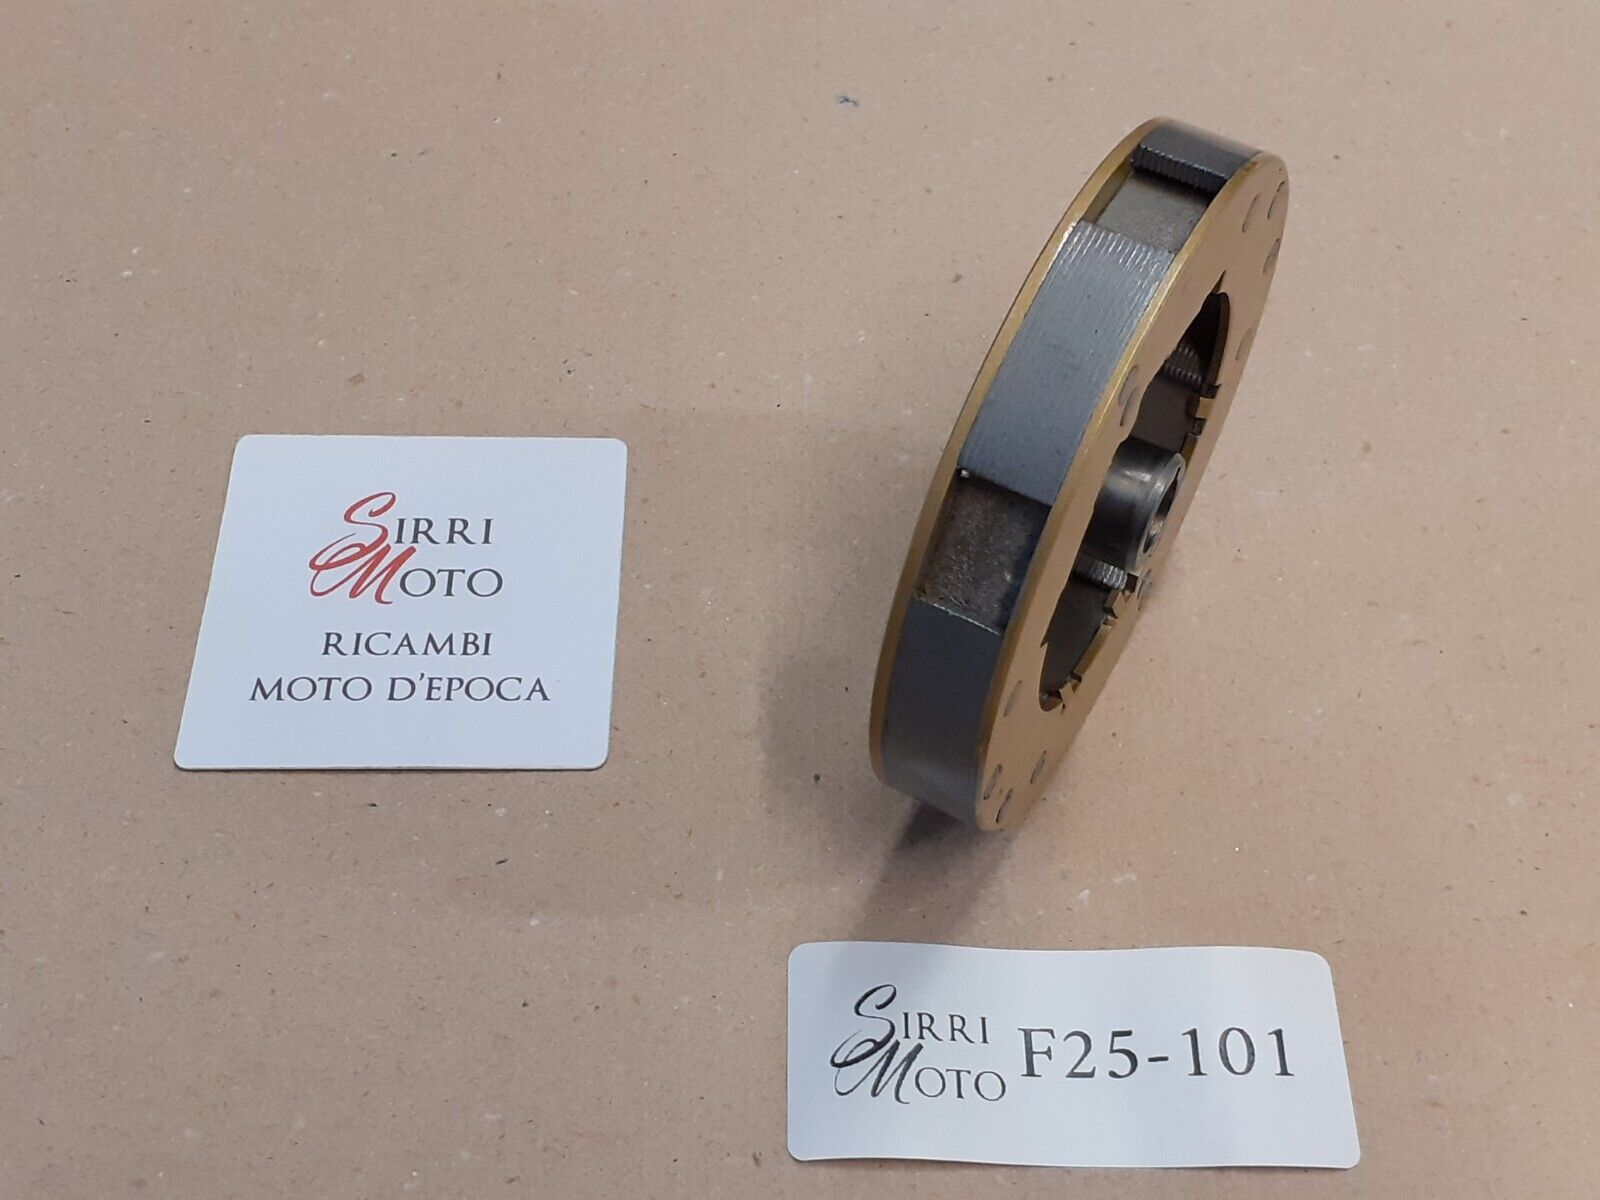 SIRRI
MOTO
RICAMBI
MOTO D'EPOCA
SIRRI
MOTO
F25-101